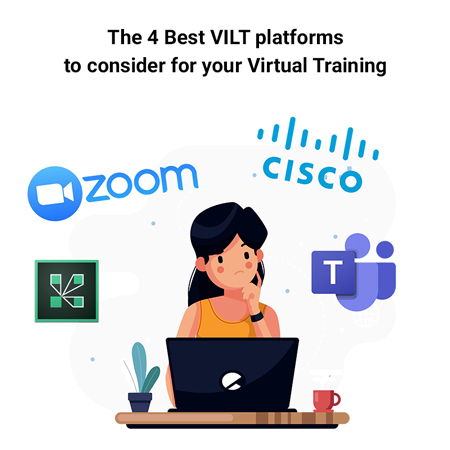 The 4 Best VILT platforms
to consider for your Virtual Training
CISCO
zoom
T